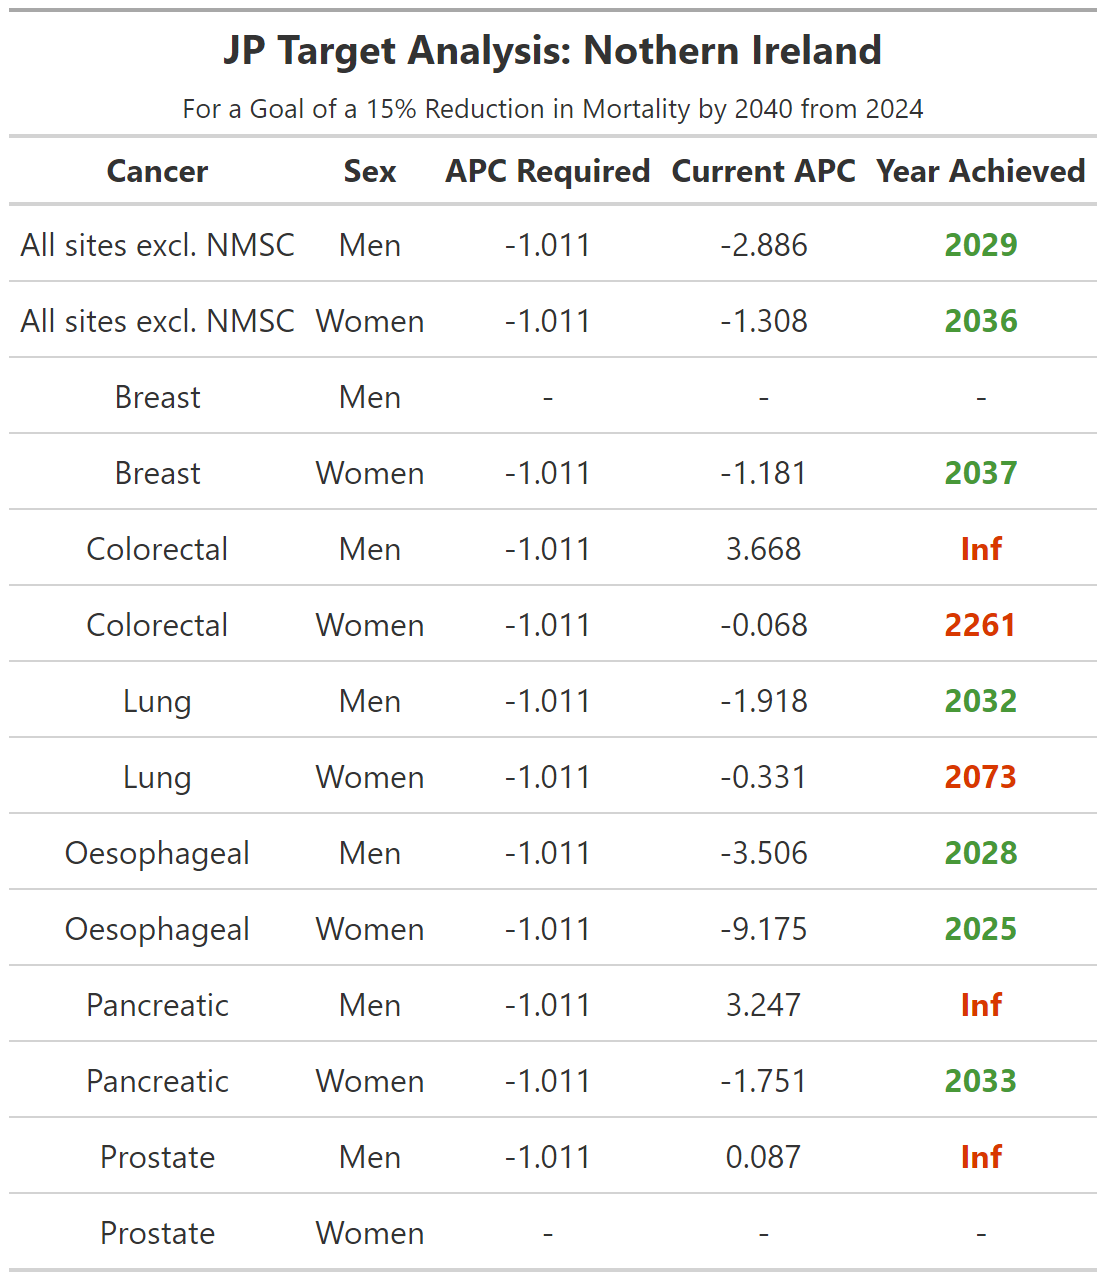 JP Target Analysis: Nothern Ireland
For a Goal of a 15% Reduction in Mortality by 2040 from 2024
Cancer Sex APC Required Current APC Year Achieved
All sites excl. NMSC Men -1.011 -2.886 2029
All sites excl. NMSC Women -1.011 -1.308 2036
Breast Men - - -
Breast Women -1.011 -1.181 2037
Colorectal Men -1.011 3.668 Inf
Colorectal Women -1.011 -0.068 2261
Lung Men -1.011 -1.918 2032
Lung Women -1.011 -0.331 2073
Oesophageal Men -1.011 -3.506 2028
Oesophageal Women -1.011 -9.175 2025
Pancreatic Men -1.011 3.247 Inf
Pancreatic Women -1.011 -1.751 2033
Prostate Men -1.011 0.087 Inf
Prostate Women - - -